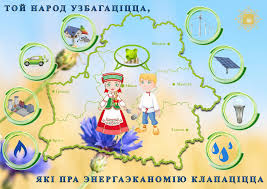 ТОЙ НАРОД УЗБАГАЦІЦЦА,
ЯКІ ПРА ЭНЕРГАЭКАНОМІЮ КЛАПАЦІЦЦА